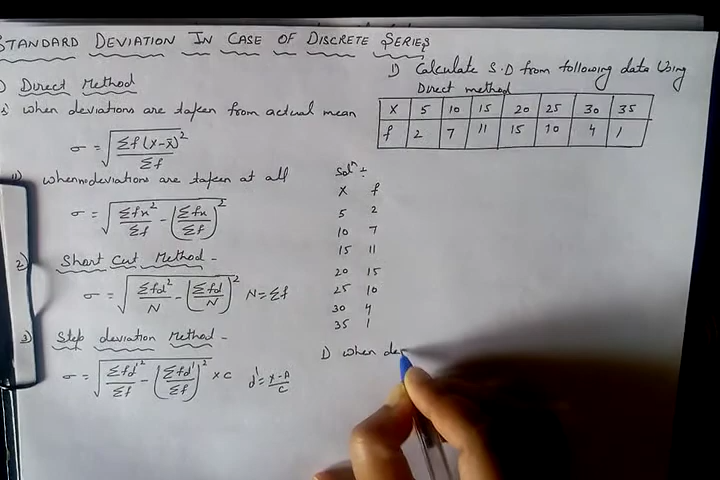 STANDARD DEVIATION IN CASE OF DISCRETE SERIES
) Direct Method
when deviations are taken from actual mean
σ = √(Σf(x-x̄)²/Σf)
1) when no deviations are taken at all
σ = √(Σfx²/Σf - (Σfx/Σf)²)
2) Short Cut Method -
σ = √(Σfd²/N - (Σfd/N)²) N=Σf
3) Step deviation Method -
σ = √(Σfd'²/Σf - (Σfd'/Σf)²) × c d'= x-A/c
1) Calculate S.D from following data Using
Direct method
X 5 10 15 20 25 30 35
f 2 7 11 15 10 4 1
Solⁿ ÷
X f
5 2
10 7
15 11
20 15
25 10
30 4
35 1
1) when dev